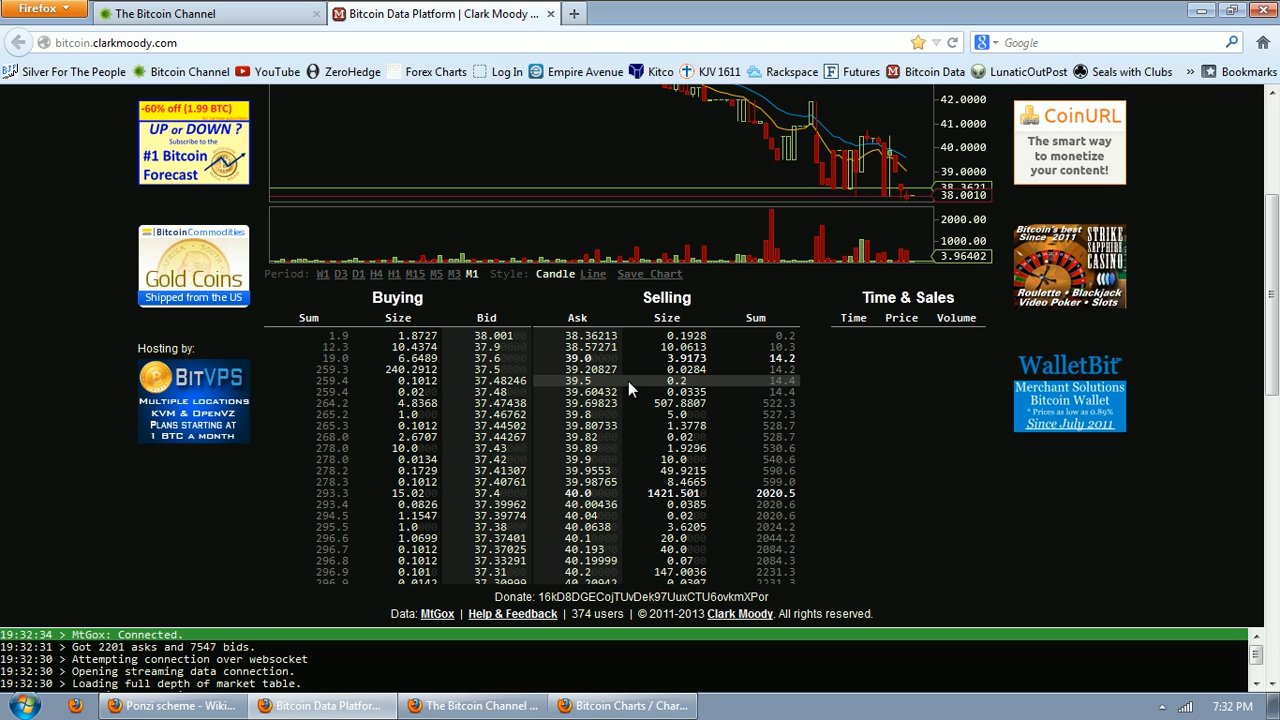 Firefox
The Bitcoin Channel
Bitcoin Data Platform | Clark Moody ...
bitcoin.clarkmoody.com
Google
Silver For The People
Bitcoin Channel
YouTube
ZeroHedge
Forex Charts
Log In
Empire Avenue
Kitco
KJV 1611
Rackspace
Futures
Bitcoin Data
LunaticOutPost
Seals with Clubs
»
Bookmarks
-60% off (1.99 BTC)
UP or DOWN ?
Subscribe to the
#1 Bitcoin
Forecast
BitcoinCommodities
Gold Coins
Shipped from the US
Hosting by:
BITVPS
MULTIPLE LOCATIONS
KVM & OPENVZ
PLANS STARTING AT
1 BTC A MONTH
42.0000
41.0000
40.0000
39.0000
38.3621
38.0010
2000.00
1000.00
3.96402
Period: W1 D3 D1 H4 H1 M15 M5 M3 M1 Style: Candle Line Save Chart
Buying Selling Time & Sales
Sum Size Bid Ask Size Sum Time Price Volume
1.9 1.8727 38.001 38.36213 0.1928 0.2
12.3 10.4374 37.9 38.57271 10.0613 10.3
19.0 6.6489 37.6 39.0 3.9173 14.2
259.3 240.2912 37.5 39.20827 0.0284 14.2
259.4 0.1012 37.48246 39.5 0.2 14.4
259.4 0.02 37.48 39.60432 0.0335 14.4
264.2 4.8368 37.47438 39.69823 507.8807 522.3
265.2 1.0 37.46762 39.8 5.0 527.3
265.3 0.1012 37.44502 39.80733 1.3778 528.7
268.0 2.6707 37.44267 39.82 0.02 528.7
278.0 10.0 37.43 39.89 1.9296 530.6
278.0 0.0134 37.42 39.9 10.0 540.6
278.2 0.1729 37.41307 39.9553 49.9215 590.6
278.3 0.1012 37.40761 39.98765 8.4665 599.0
293.3 15.02 37.4 40.0 1421.501 2020.5
293.4 0.0826 37.39962 40.00436 0.0385 2020.6
294.5 1.1547 37.39774 40.04 0.02 2020.6
295.5 1.0 37.38 40.0638 3.6205 2024.2
296.6 1.0699 37.37401 40.1 20.0 2044.2
296.7 0.1012 37.37025 40.193 40.0 2084.2
296.8 0.1012 37.33291 40.19999 0.07 2084.3
296.9 0.101 37.31 40.2 147.0036 2231.3
296.9 0.0142 37.30999 40.20942 0.0307 2231.3
Donate: 16kD8DGECojTUvDek97UuxCTU6ovkmXPor
Data: MtGox | Help & Feedback | 374 users | © 2011-2013 Clark Moody. All rights reserved.
CoinURL
The smart way
to monetize
your content!
Bitcoin's best
Since 2011
STRIKE
SAPPHIRE
CASINO
Roulette • Blackjack
Video Poker • Slots
WalletBit
Merchant Solutions
Bitcoin Wallet
* Prices as low as 0.89%
Since July 2011
19:32:34 > MtGox: Connected.
19:32:31 > Got 2201 asks and 7547 bids.
19:32:30 > Attempting connection over websocket
19:32:30 > Opening streaming data connection.
19:32:30 > Loading full depth of market table.
Ponzi scheme - Wiki...
Bitcoin Data Platfor...
The Bitcoin Channel ...
Bitcoin Charts / Char...
7:32 PM